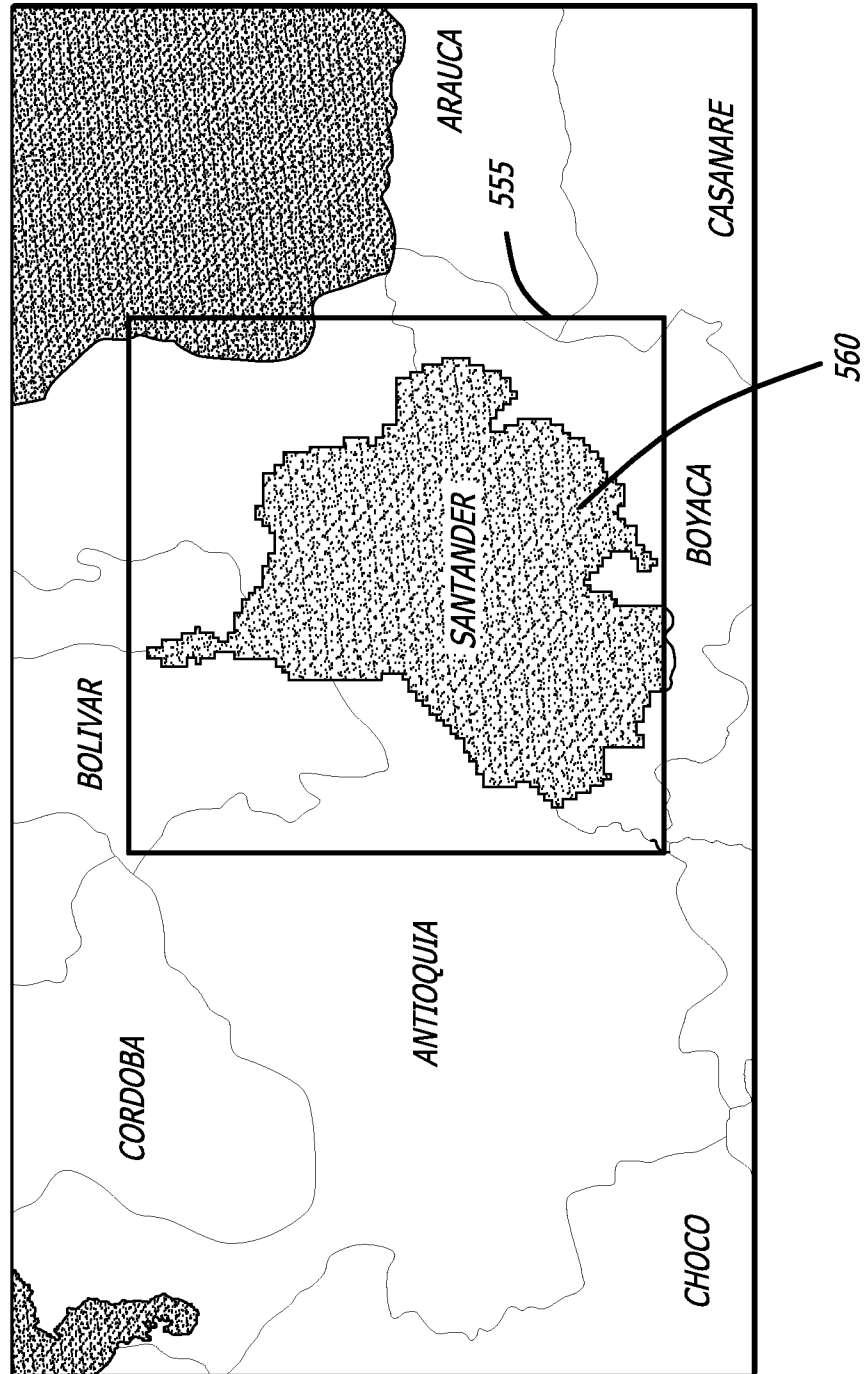 BOLIVAR
CORDOBA
ARAUCA
SANTANDER
ANTIOQUIA
CASANARE
BOYACA
CHOCO
555
560